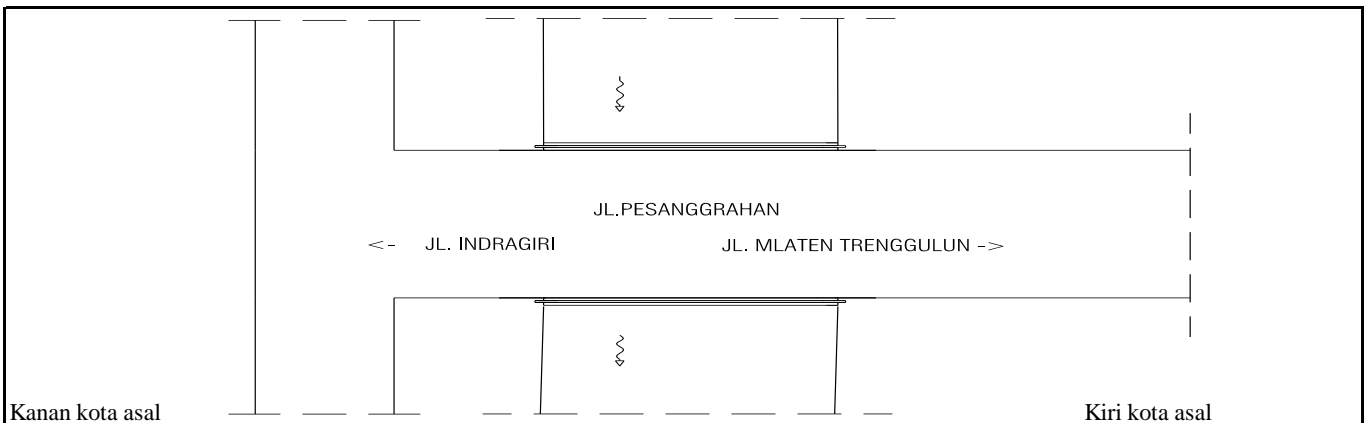 JL.PESANGGRAHAN
<- JL. INDRAGIRI JL. MLATEN TRENGGULUN ->
Kanan kota asal Kiri kota asal